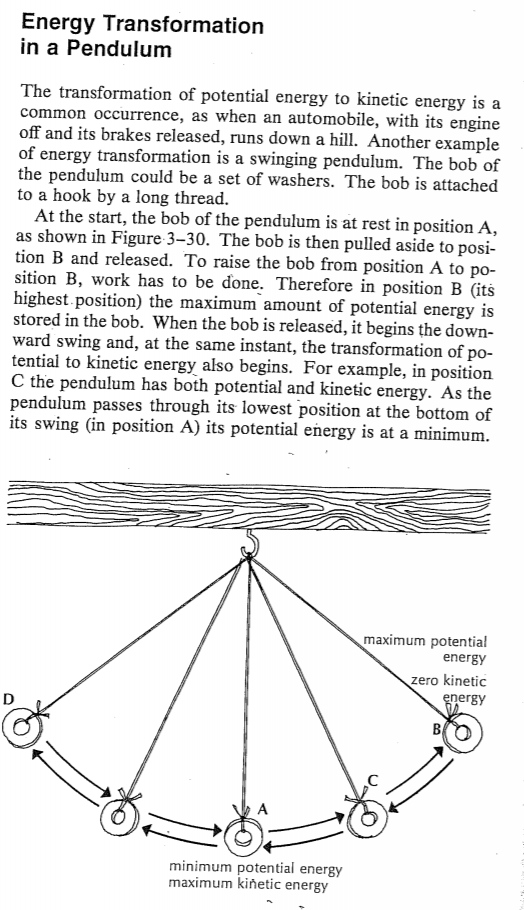 Energy Transformation
in a Pendulum
The transformation of potential energy to kinetic energy is a
common occurrence, as when an automobile, with its engine
off and its brakes released, runs down a hill. Another example
of energy transformation is a swinging pendulum. The bob of
the pendulum could be a set of washers. The bob is attached
to a hook by a long thread.
At the start, the bob of the pendulum is at rest in position A,
as shown in Figure 3–30. The bob is then pulled aside to posi-
tion B and released. To raise the bob from position A to po-
sition B, work has to be done. Therefore in position B (its
highest position) the maximum amount of potential energy is
stored in the bob. When the bob is released, it begins the down-
ward swing and, at the same instant, the transformation of po-
tential to kinetic energy also begins. For example, in position
C the pendulum has both potential and kinetic energy. As the
pendulum passes through its lowest position at the bottom of
its swing (in position A) its potential energy is at a minimum.
maximum potential
energy
zero kinetic
energy
D
B
C
A
minimum potential energy
maximum kinetic energy